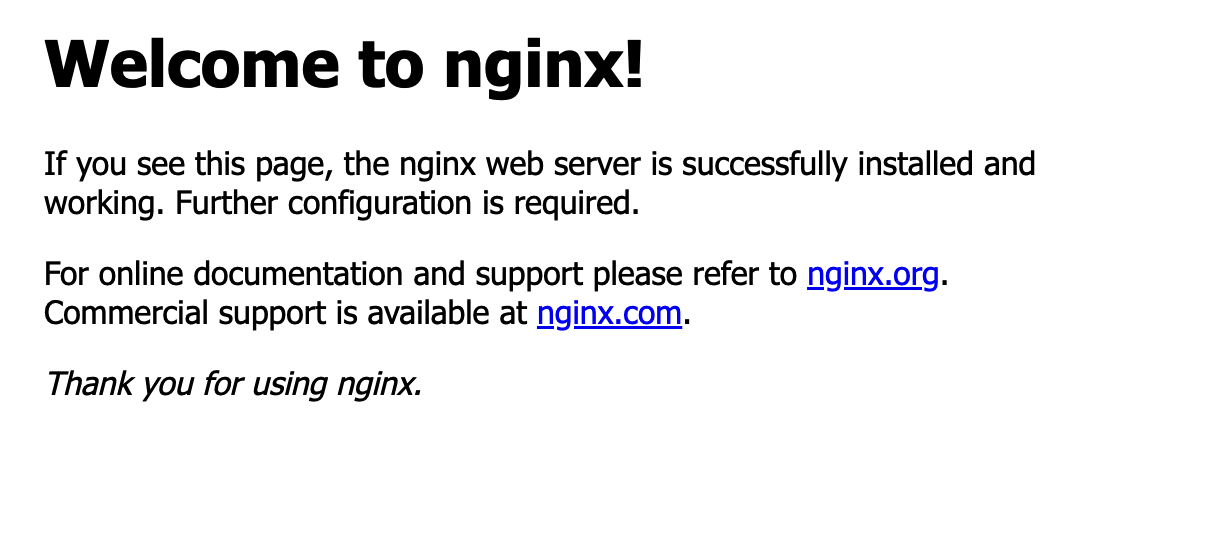 Welcome to nginx!
If you see this page, the nginx web server is successfully installed and
working. Further configuration is required.
For online documentation and support please refer to nginx.org.
Commercial support is available at nginx.com.
Thank you for using nginx.